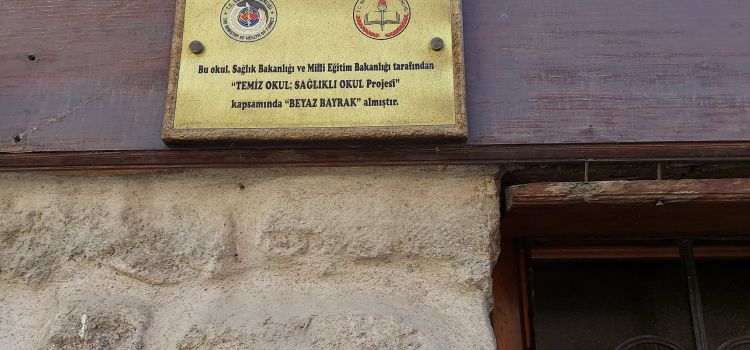 Bu okul, Sağlık Bakanlığı ve Milli Eğitim Bakanlığı tarafından
"TEMİZ OKUL; SAĞLIKLI OKUL Projesi"
kapsamında "BEYAZ BAYRAK" almıştır.